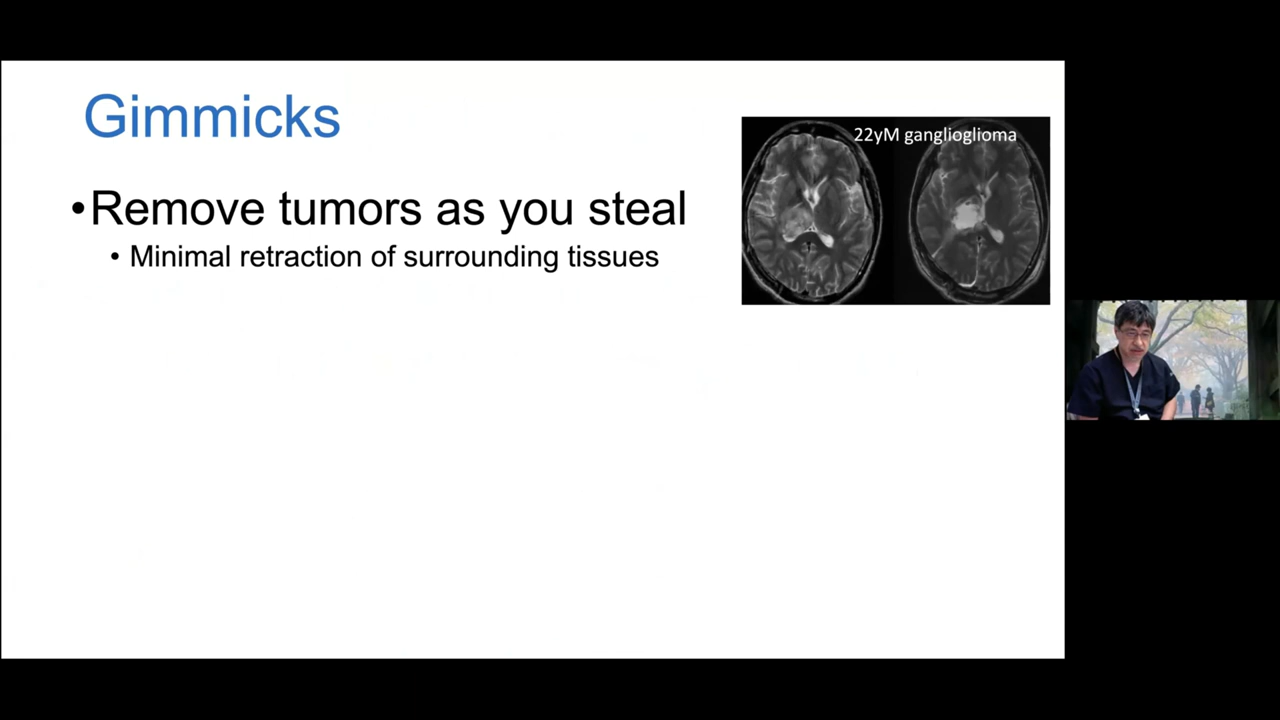 Gimmicks
•Remove tumors as you steal
• Minimal retraction of surrounding tissues
22yM ganglioglioma